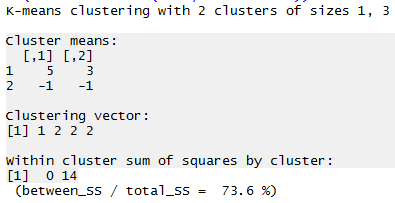 K-means clustering with 2 clusters of sizes 1, 3
Cluster means:
  [,1] [,2]
1    5    3
2   -1   -1
Clustering vector:
[1] 1 2 2 2
Within cluster sum of squares by cluster:
[1]  0 14
 (between_SS / total_SS =  73.6 %)